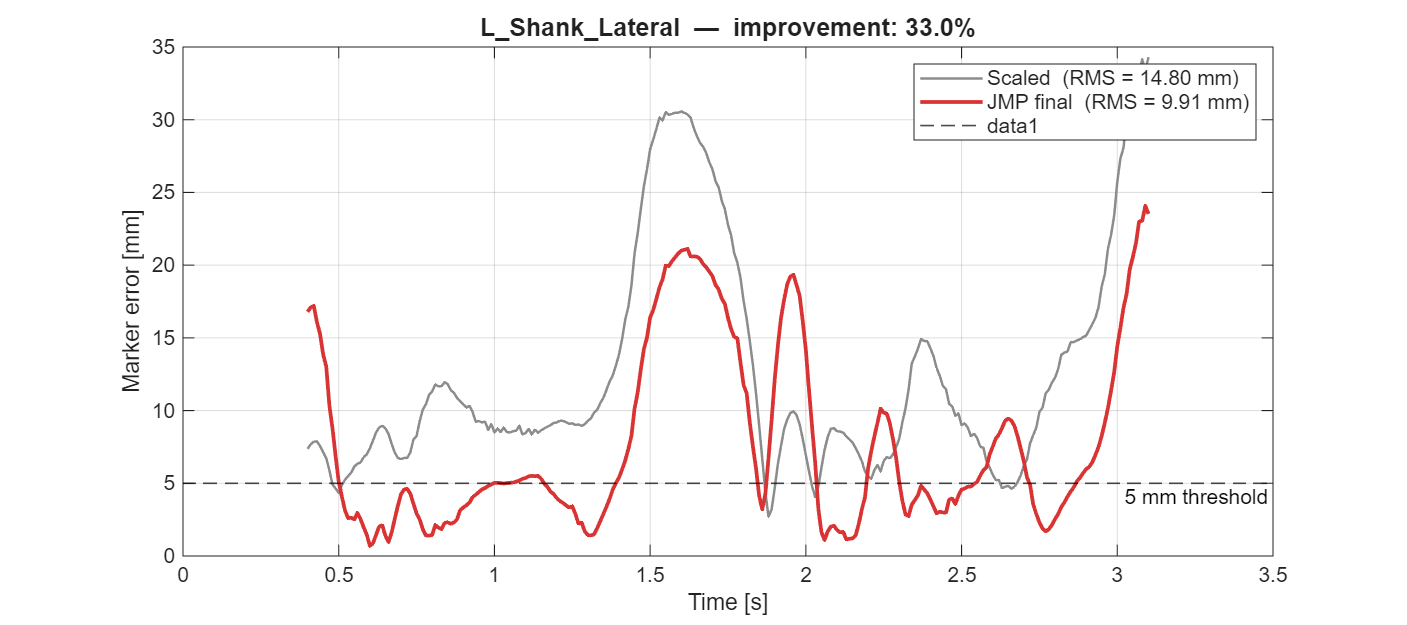 L_Shank_Lateral — improvement: 33.0%
35
30
25
20
15
10
5
0
Marker error [mm]
Scaled (RMS = 14.80 mm)
JMP final (RMS = 9.91 mm)
data1
5 mm threshold
0 0.5 1 1.5 2 2.5 3 3.5
Time [s]